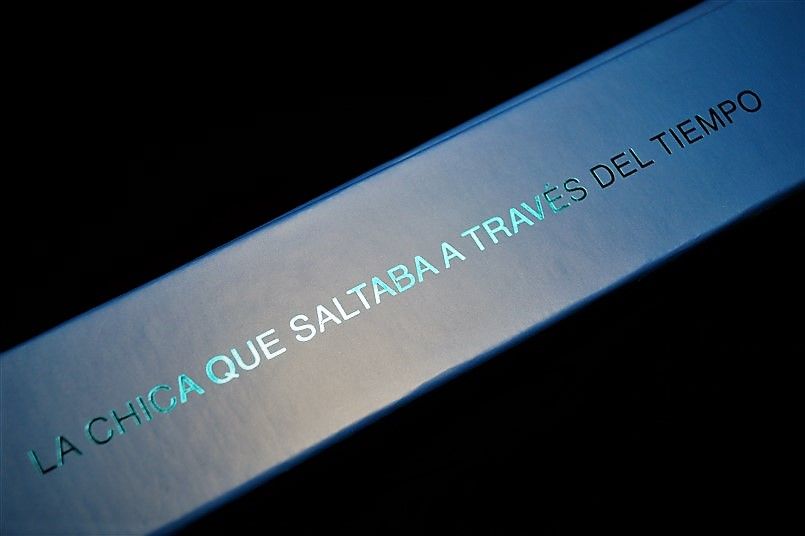 LA CHICA QUE SALTABA A TRAVÉS DEL TIEMPO